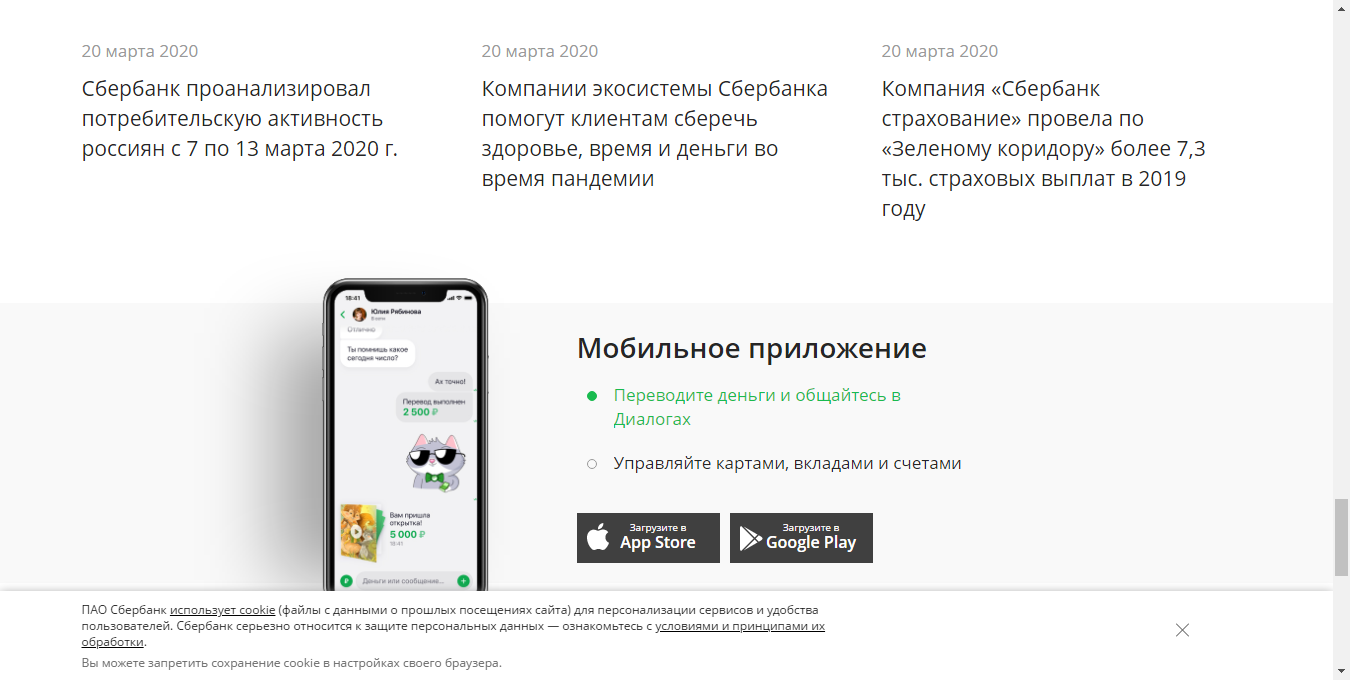 20 марта 2020
Сбербанк проанализировал
потребительскую активность
россиян с 7 по 13 марта 2020 г.
20 марта 2020
Компании экосистемы Сбербанка
помогут клиентам сберечь
здоровье, время и деньги во
время пандемии
20 марта 2020
Компания «Сбербанк
страхование» провела по
«Зеленому коридору» более 7,3
тыс. страховых выплат в 2019
году
18:41
Юлия Рябинова
Отлично
Ты помнишь какое
сегодня число?
Ах точно!
Перевод выполнен
2 500 ₽
Вам пришла
открытка!
5 000 ₽
18:41
₽
Деньги или сообщение...
+
Мобильное приложение
Переводите деньги и общайтесь в
Диалогах
Управляйте картами, вкладами и счетами
Загрузите в
App Store
Загрузите в
Google Play
ПАО Сбербанк использует cookie (файлы с данными о прошлых посещениях сайта) для персонализации сервисов и удобства
пользователей. Сбербанк серьезно относится к защите персональных данных — ознакомьтесь с условиями и принципами их
обработки.
Вы можете запретить сохранение cookie в настройках своего браузера.